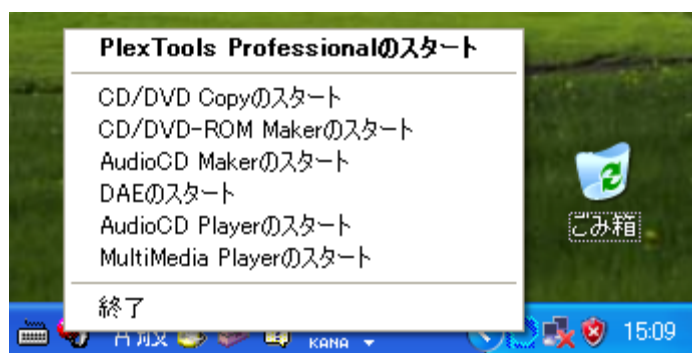 PlexTools Professionalのスタート
CD/DVD Copyのスタート
CD/DVD-ROM Makerのスタート
AudioCD Makerのスタート
DAEのスタート
AudioCD Playerのスタート
MultiMedia Playerのスタート
終了
ごみ箱
KANA
15:09